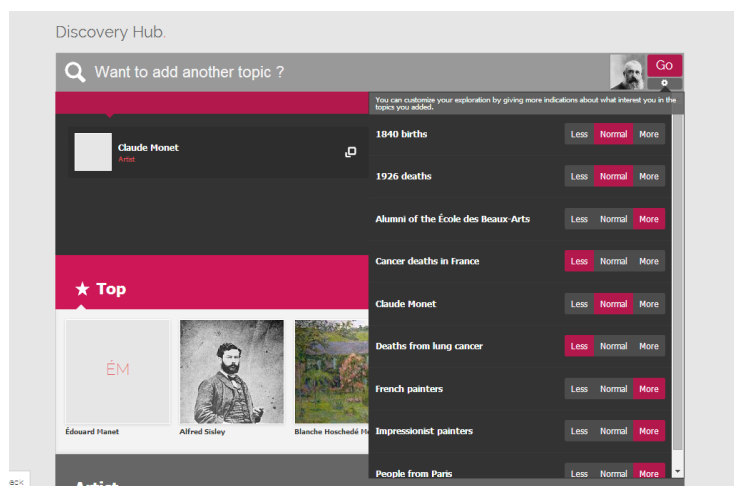 Discovery Hub.
Want to add another topic ?
Go
You can customize your exploration by giving more indications about what interest you in the
topics you added.
Claude Monet
Artist
1840 births Less Normal More
1926 deaths Less Normal More
Alumni of the École des Beaux-Arts Less Normal More
Cancer deaths in France Less Normal More
Claude Monet Less Normal More
Deaths from lung cancer Less Normal More
French painters Less Normal More
Impressionist painters Less Normal More
People from Paris Less Normal More
Top
ÉM
Édouard Manet
Alfred Sisley
Blanche Hoschedé
Artist